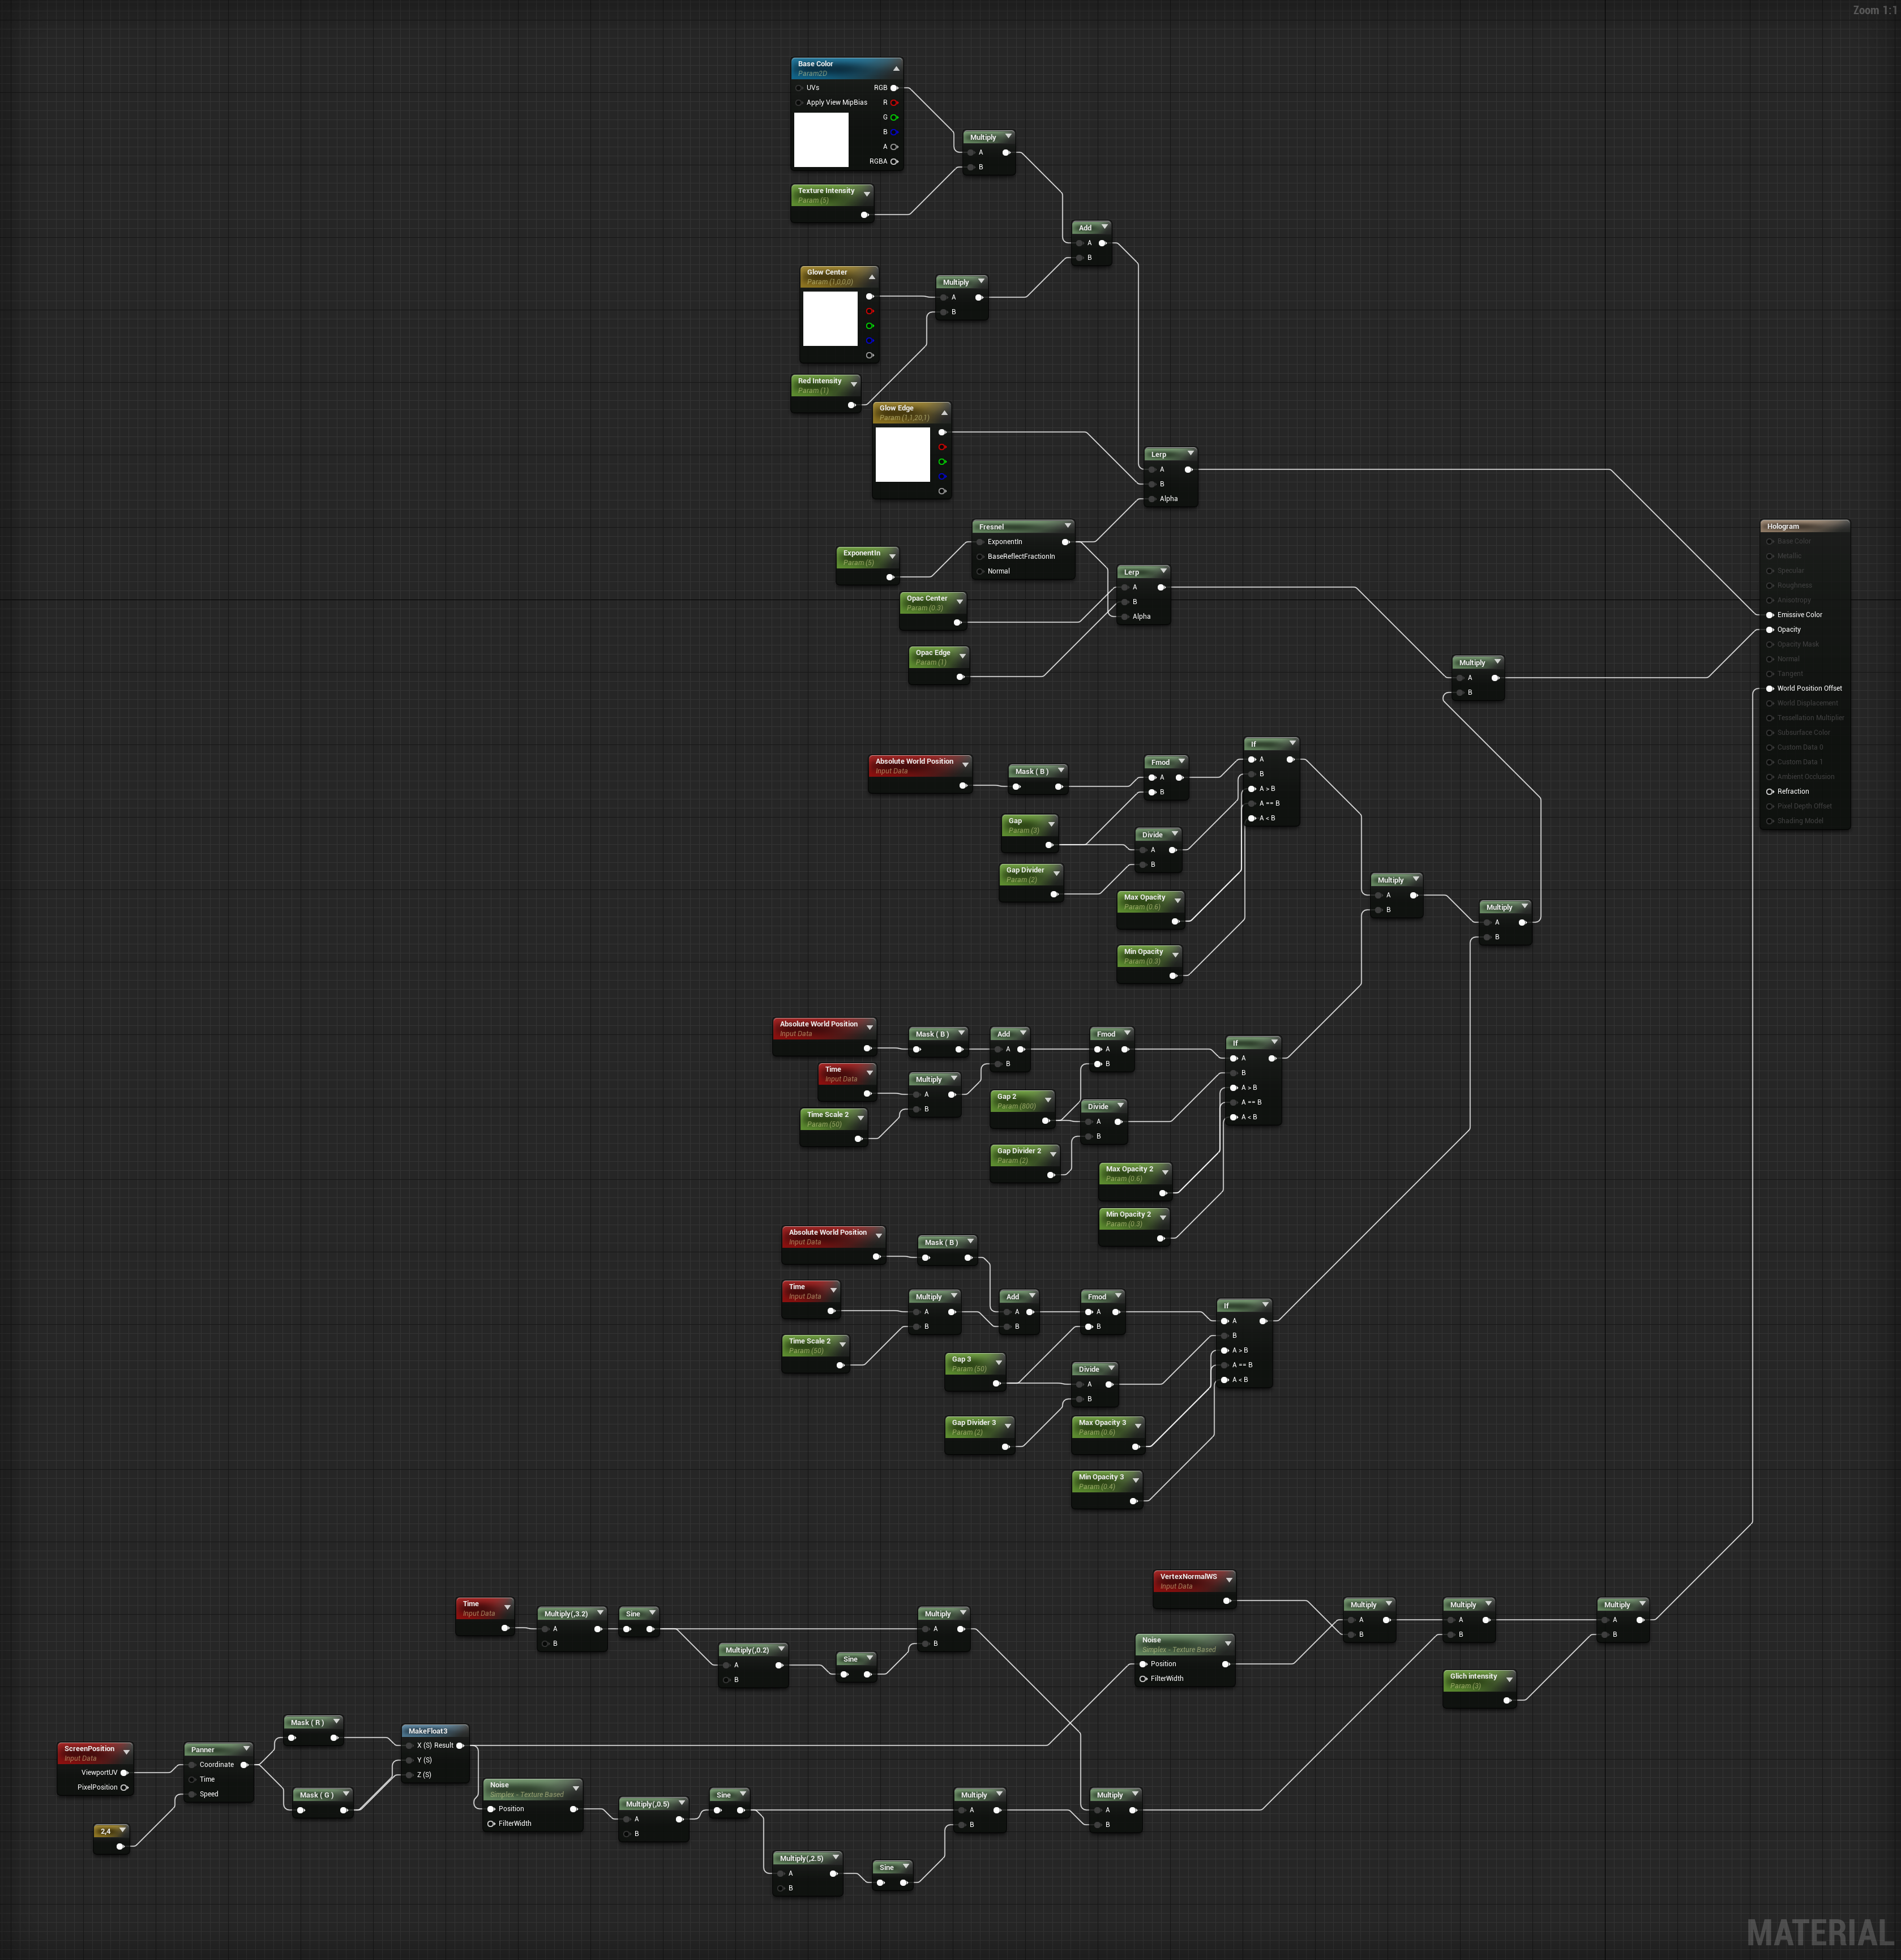 Zoom 1:1
Base Color
Param2D
UVs
RGB
Apply View MipBias
R
G
B
A
RGBA
Multiply
A
B
Texture Intensity
Param (5)
Add
A
B
Glow Center
Param (1,0,0,0)
Multiply
A
B
Red Intensity
Param (1)
Glow Edge
Param (1,1,20,1)
Lerp
A
B
Alpha
Fresnel
ExponentIn
BaseReflectFractionIn
Normal
ExponentIn
Param (5)
Lerp
A
B
Alpha
Opac Center
Param (0.3)
Opac Edge
Param (1)
Multiply
A
B
Hologram
Base Color
Metallic
Specular
Roughness
Anisotropy
Emissive Color
Opacity
Opacity Mask
Normal
Tangent
World Position Offset
World Displacement
Tessellation Multiplier
Subsurface Color
Custom Data 0
Custom Data 1
Ambient Occlusion
Refraction
Pixel Depth Offset
Shading Model
Absolute World Position
Input Data
Mask ( B )
Fmod
A
B
If
A
B
A > B
A == B
A < B
Gap
Param (3)
Divide
A
B
Gap Divider
Param (2)
Max Opacity
Param (0.6)
Min Opacity
Param (0.3)
Multiply
A
B
Multiply
A
B
Absolute World Position
Input Data
Mask ( B )
Add
A
B
Fmod
A
B
If
A
B
A > B
A == B
A < B
Time
Input Data
Multiply
A
B
Time Scale 2
Param (50)
Gap 2
Param (800)
Divide
A
B
Gap Divider 2
Param (2)
Max Opacity 2
Param (0.6)
Min Opacity 2
Param (0.3)
Absolute World Position
Input Data
Mask ( B )
Time
Input Data
Multiply
A
B
Add
A
B
Fmod
A
B
If
A
B
A > B
A == B
A < B
Time Scale 2
Param (50)
Gap 3
Param (50)
Divide
A
B
Gap Divider 3
Param (2)
Max Opacity 3
Param (0.6)
Min Opacity 3
Param (0.4)
VertexNormalWS
Input Data
Time
Input Data
Multiply(,3.2)
A
B
Sine
Multiply(,0.2)
A
B
Sine
Multiply
A
B
Noise
Simplex - Texture Based
Position
FilterWidth
Multiply
A
B
Multiply
A
B
Multiply
A
B
Glich intensity
Param (3)
ScreenPosition
Input Data
ViewportUV
PixelPosition
Panner
Coordinate
Time
Speed
2,4
Mask ( R )
Mask ( G )
MakeFloat3
X (S) Result
Y (S)
Z (S)
Noise
Simplex - Texture Based
Position
FilterWidth
Multiply(,0.5)
A
B
Sine
Multiply(,2.5)
A
B
Sine
Multiply
A
B
Multiply
A
B
MATERIAL